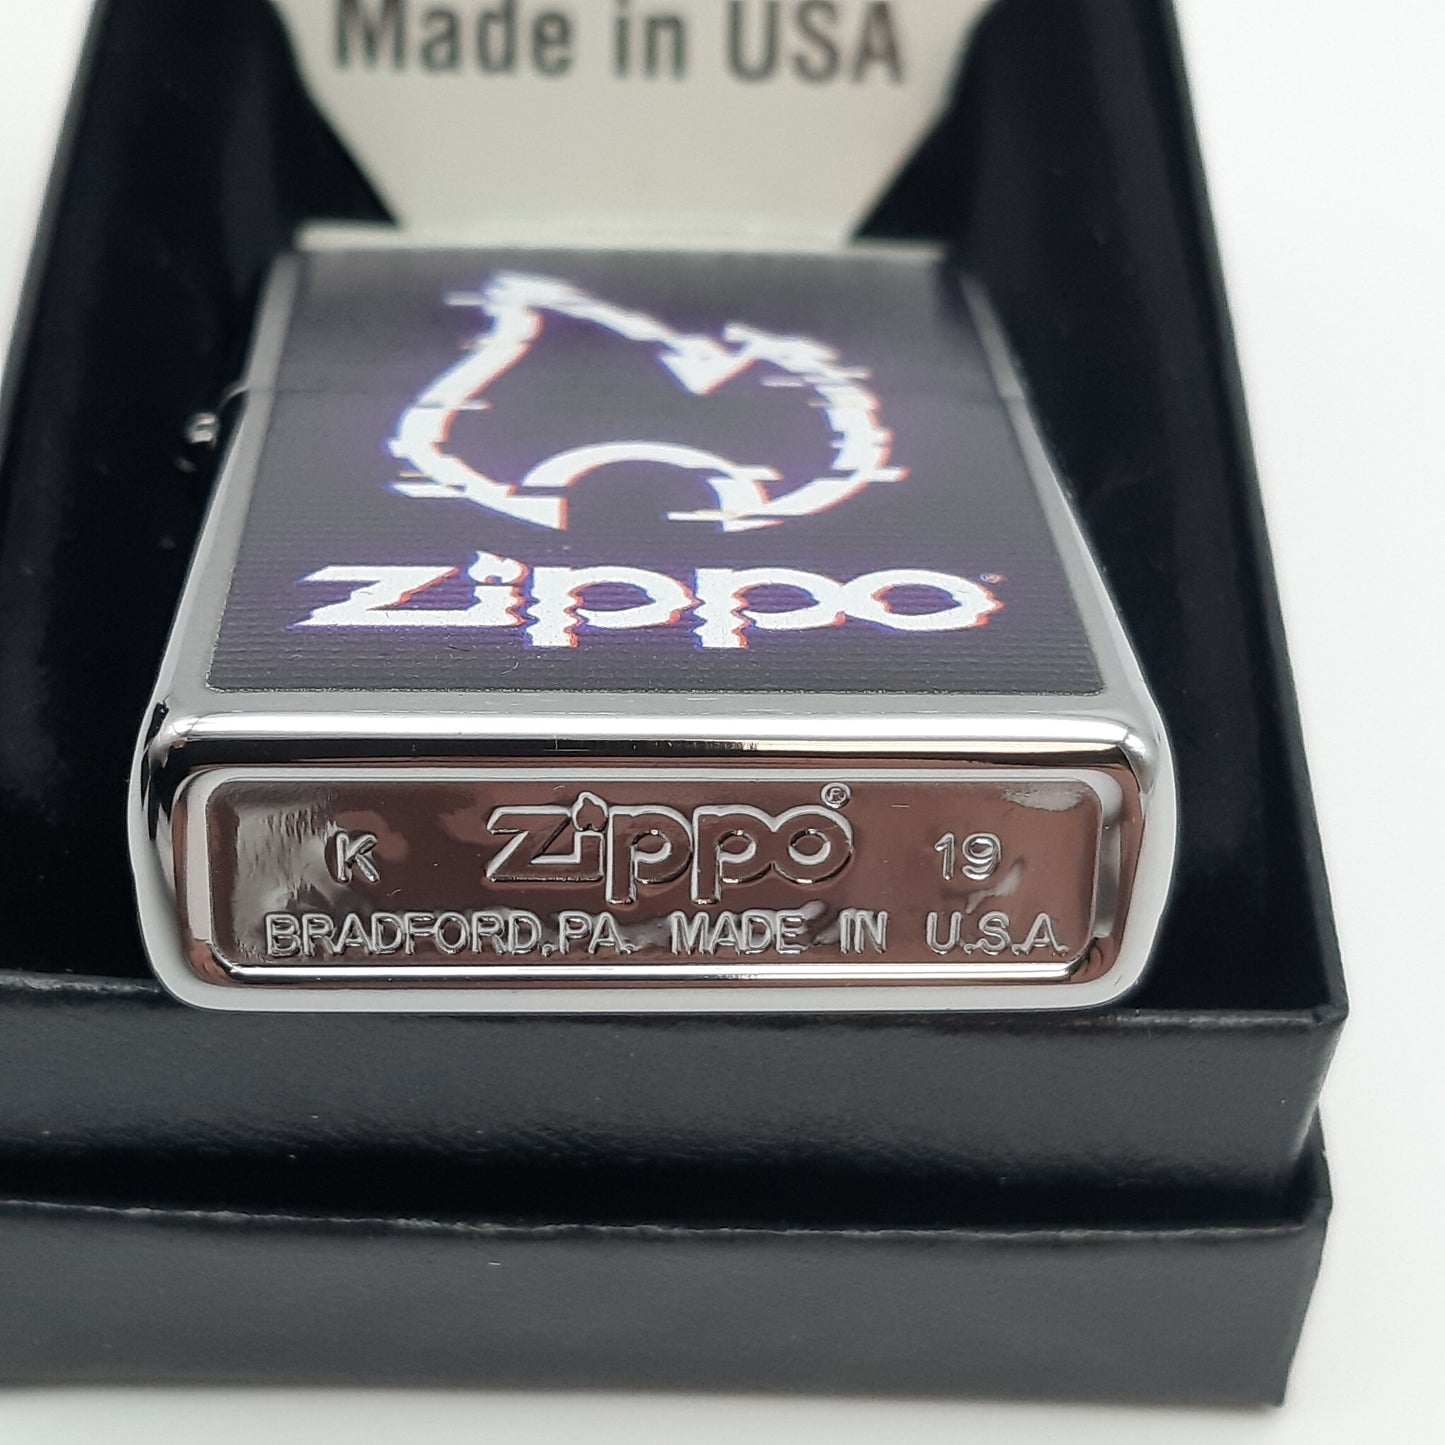 Made in USA
zippo®
K zippo® 19
BRADFORD, PA. MADE IN U.S.A.